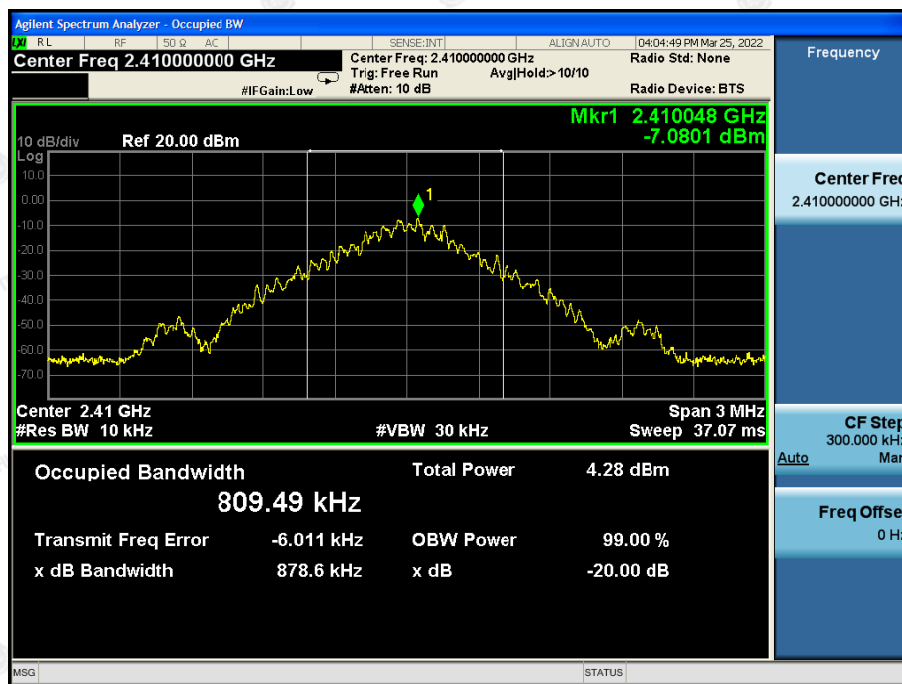 Agilent Spectrum Analyzer - Occupied BW
LXI RL RF 50 Ω AC SENSE:INT ALIGN AUTO 04:04:49 PM Mar 25, 2022
Center Freq 2.410000000 GHz
Center Freq: 2.410000000 GHz
Radio Std: None
Trig: Free Run Avg|Hold:>10/10
#IFGain:Low #Atten: 10 dB
Radio Device: BTS
Mkr1 2.410048 GHz
-7.0801 dBm
10 dB/div Ref 20.00 dBm
Log
10.0
0.00
-10.0
-20.0
-30.0
-40.0
-50.0
-60.0
-70.0
1
Center 2.41 GHz Span 3 MHz
#Res BW 10 kHz #VBW 30 kHz Sweep 37.07 ms
Occupied Bandwidth Total Power 4.28 dBm
809.49 kHz
Transmit Freq Error -6.011 kHz OBW Power 99.00 %
x dB Bandwidth 878.6 kHz x dB -20.00 dB
MSG STATUS
Frequency
Center Freq
2.410000000 GHz
CF Step
300.000 kHz
Auto Man
Freq Offse
0 Hz